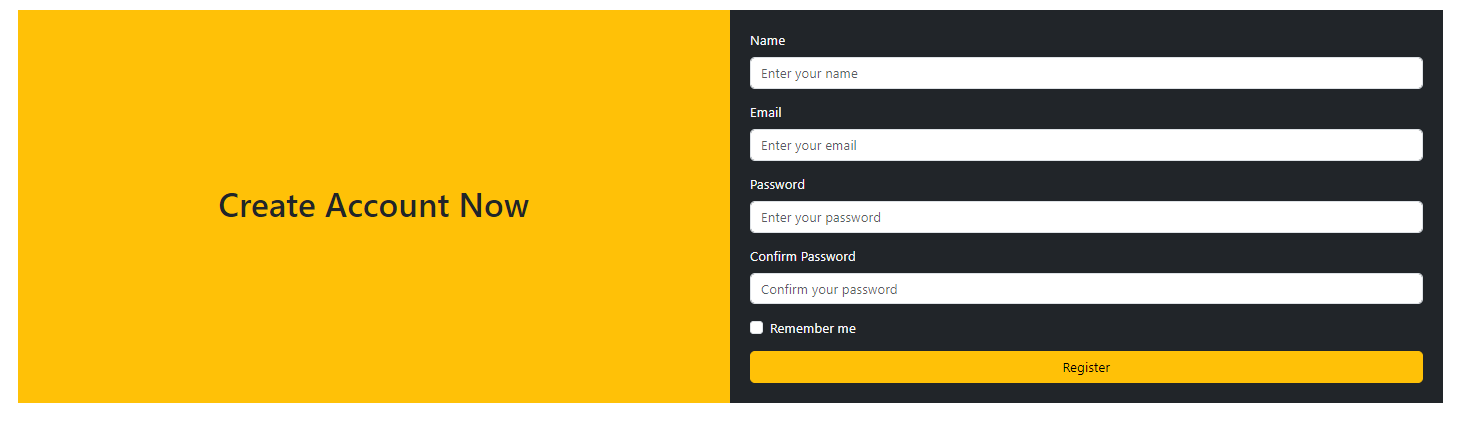 Create Account Now
Name
Enter your name
Email
Enter your email
Password
Enter your password
Confirm Password
Confirm your password
Remember me
Register